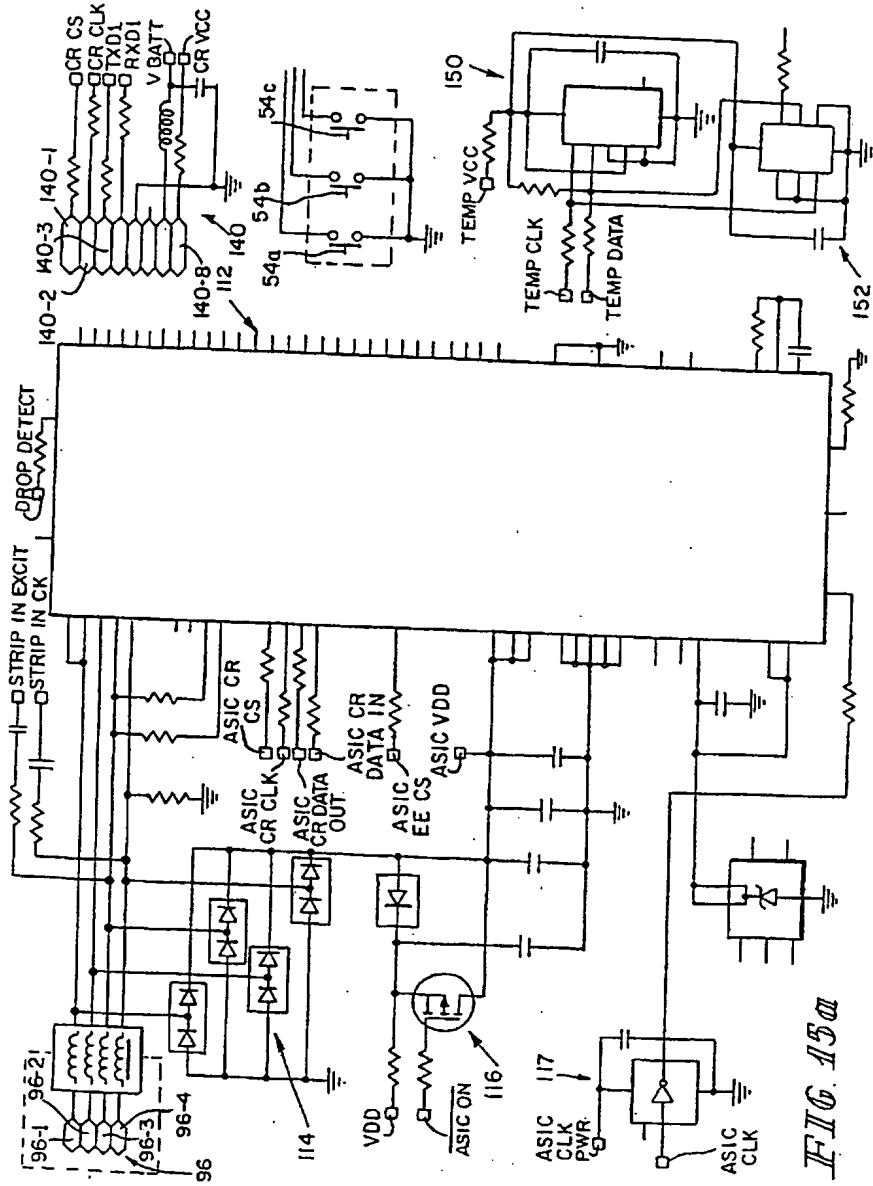 CR CS
CR CLK
TXD1
RXD1
V BATT
CR VCC
140-1
140-3
140-2
140
140-8
112
54a
54b
54c
150
TEMP VCC
TEMP CLK
TEMP DATA
152
DROP DETECT
STRIP IN EXCIT
STRIP IN CK
ASIC CR
CS
ASIC
CR CLK
ASIC
CR DATA
OUT
ASIC CR
DATA IN
ASIC
EE CS
ASIC VDD
96-21
96-1
96-3
96-4
96
114
VDD
ASIC ON
116
117
ASIC
CLK
PWR
ASIC
CLK
FIG. 15a